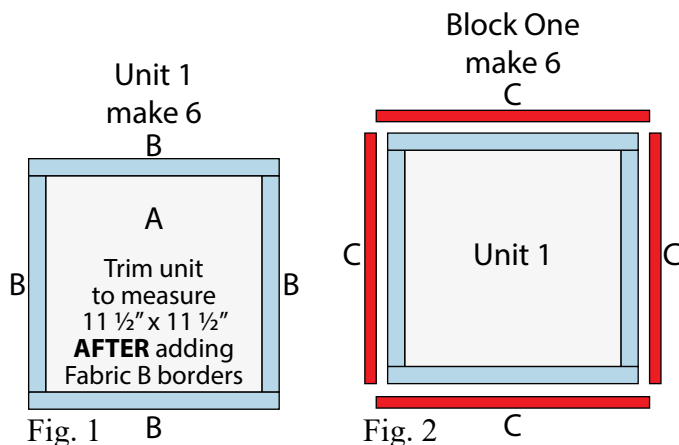 Unit 1
make 6
B
A
B
B
Trim unit
to measure
11 ½” x 11 ½”
AFTER adding
Fabric B borders
B
Fig. 1
Block One
make 6
C
C
Unit 1
C
C
Fig. 2